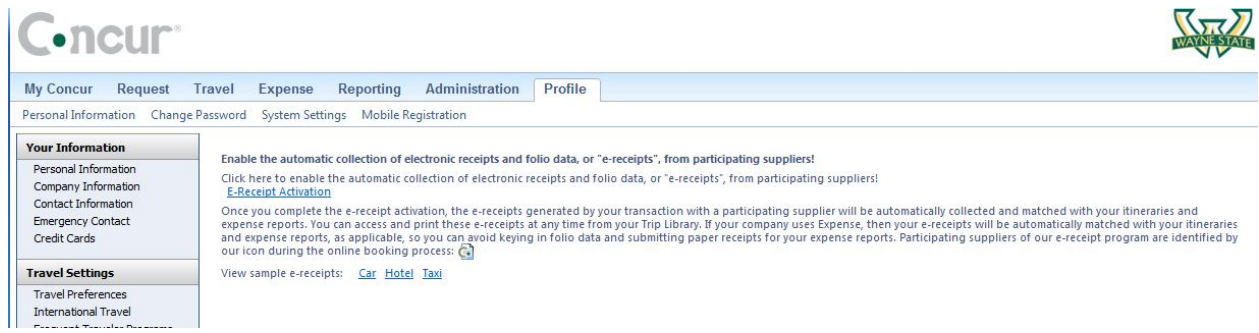 Concur®
WAYNE STATE
My Concur Request Travel Expense Reporting Administration Profile
Personal Information Change Password System Settings Mobile Registration
Your Information
Personal Information
Company Information
Contact Information
Emergency Contact
Credit Cards
Travel Settings
Travel Preferences
International Travel
Frequent Traveler Programs
Enable the automatic collection of electronic receipts and folio data, or "e-receipts", from participating suppliers!
Click here to enable the automatic collection of electronic receipts and folio data, or "e-receipts", from participating suppliers!
E-Receipt Activation
Once you complete the e-receipt activation, the e-receipts generated by your transaction with a participating supplier will be automatically collected and matched with your itineraries and
expense reports. You can access and print these e-receipts at any time from your Trip Library. If your company uses Expense, then your e-receipts will be automatically matched with your itineraries
and expense reports, as applicable, so you can avoid keying in folio data and submitting paper receipts for your expense reports. Participating suppliers of our e-receipt program are identified by
our icon during the online booking process:
View sample e-receipts: Car Hotel Taxi